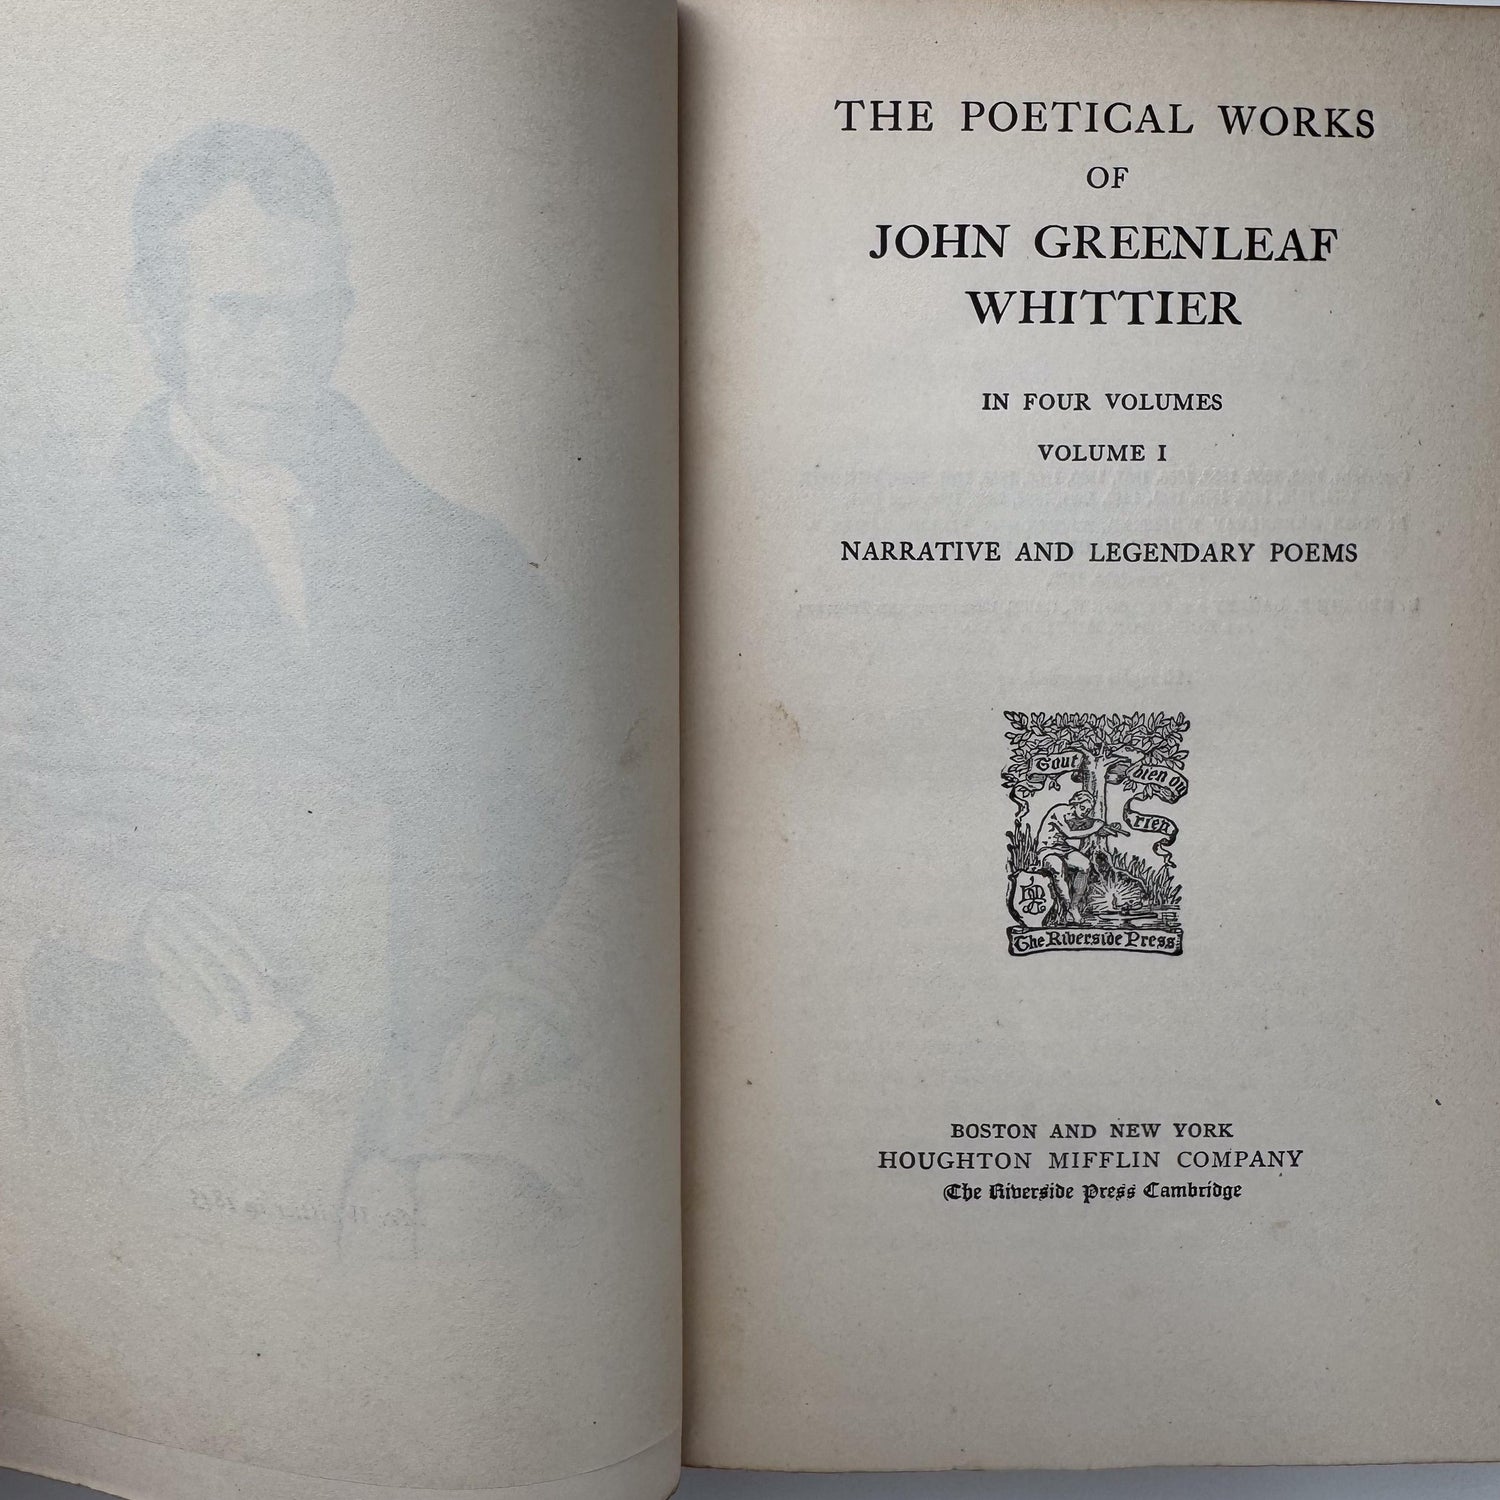 THE POETICAL WORKS
OF
JOHN GREENLEAF
WHITTIER
IN FOUR VOLUMES
VOLUME I
NARRATIVE AND LEGENDARY POEMS
Tout
bien ou
rien
The Riverside Press
BOSTON AND NEW YORK
HOUGHTON MIFFLIN COMPANY
The Riverside Press Cambridge